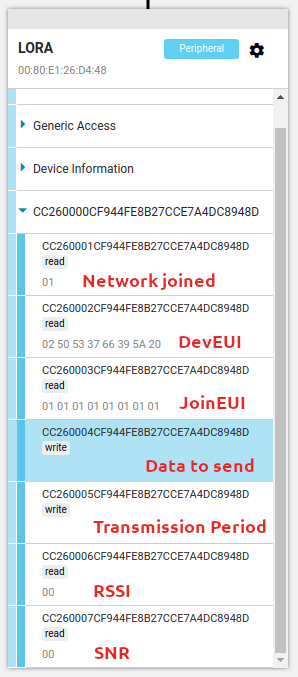 LORA
Peripheral
00:80:E1:26:D4:48
Generic Access
Device Information
CC260000CF944FE8B27CCE7A4DC8948D
CC260001CF944FE8B27CCE7A4DC8948D
read
01 Network joined
CC260002CF944FE8B27CCE7A4DC8948D
read
02 50 53 37 66 39 5A 20 DevEUI
CC260003CF944FE8B27CCE7A4DC8948D
read
01 01 01 01 01 01 01 01 JoinEUI
CC260004CF944FE8B27CCE7A4DC8948D
write
Data to send
CC260005CF944FE8B27CCE7A4DC8948D
write
Transmission Period
CC260006CF944FE8B27CCE7A4DC8948D
read
00 RSSI
CC260007CF944FE8B27CCE7A4DC8948D
read
00 SNR